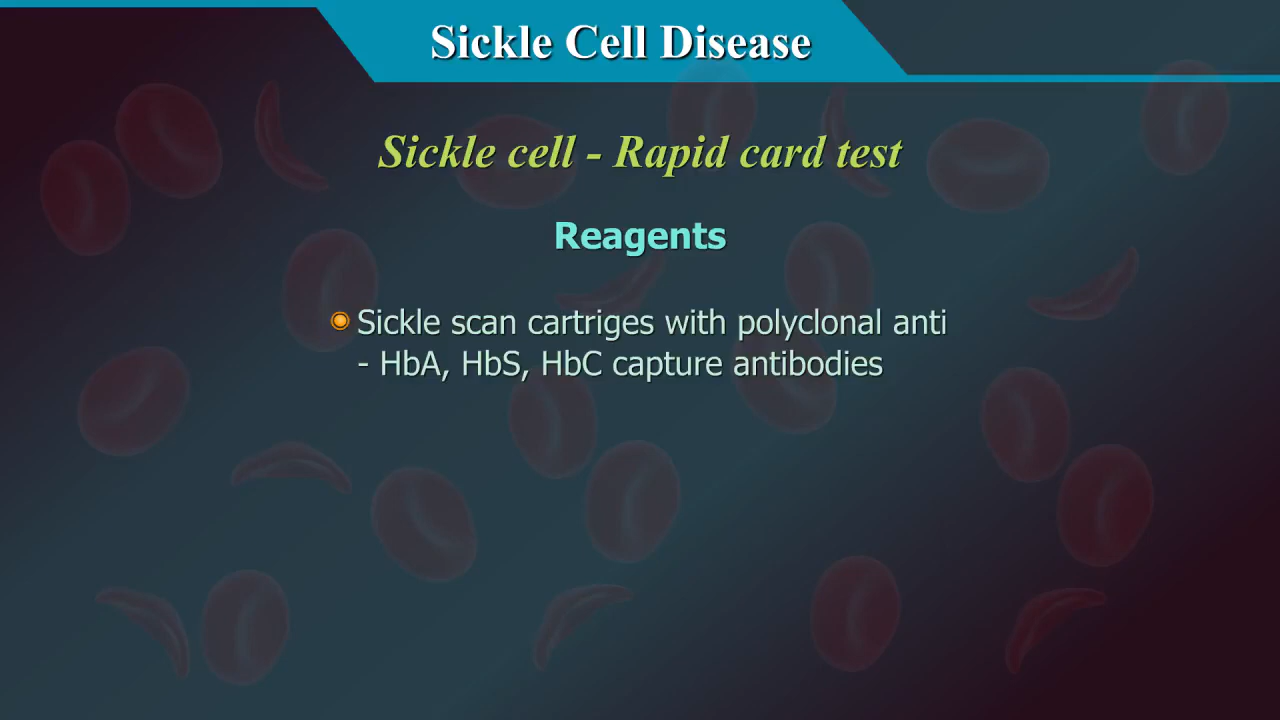 Sickle Cell Disease
Sickle cell - Rapid card test
Reagents
Sickle scan cartriges with polyclonal anti
- HbA, HbS, HbC capture antibodies